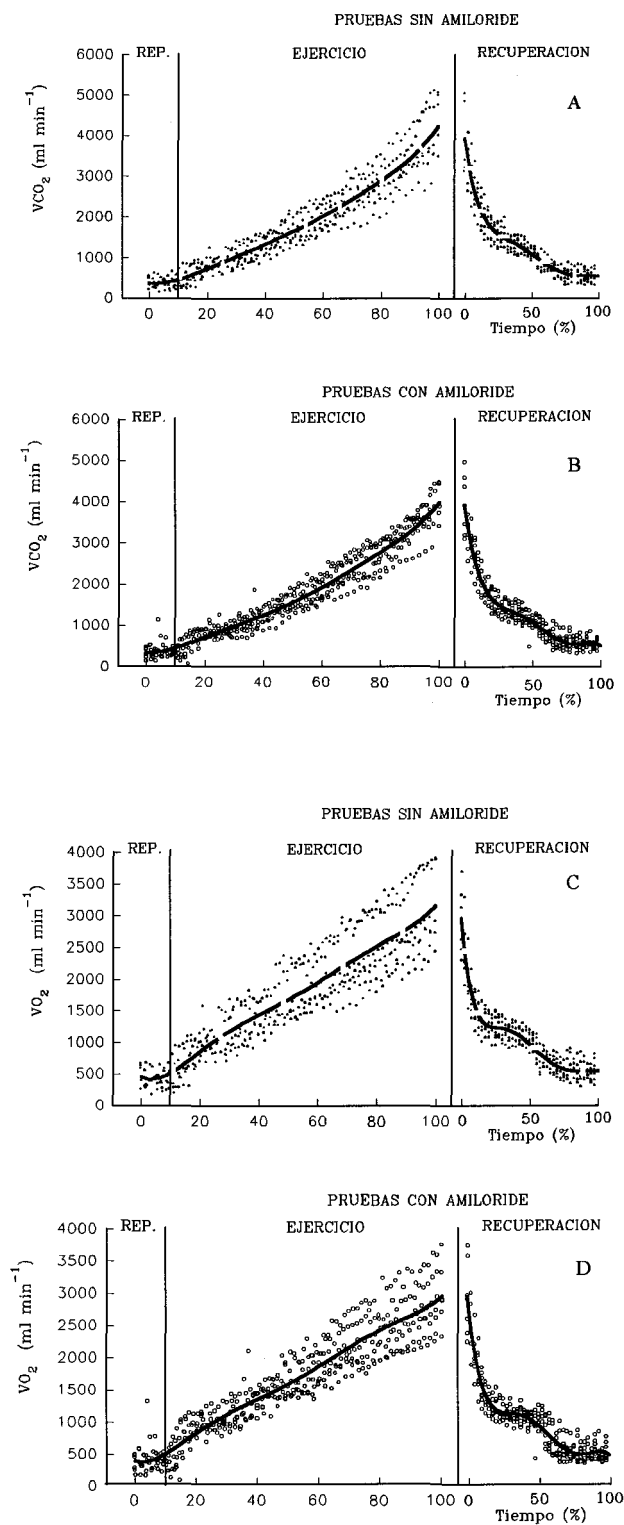 PRUEBAS SIN AMILORIDE
REP. EJERCICIO RECUPERACION
A
VCO₂ (ml min⁻¹)
6000
5000
4000
3000
2000
1000
0
0 20 40 60 80 100 0 50 100
Tiempo (%)
PRUEBAS CON AMILORIDE
REP. EJERCICIO RECUPERACION
B
VCO₂ (ml min⁻¹)
6000
5000
4000
3000
2000
1000
0
0 20 40 60 80 100 0 50 100
Tiempo (%)
PRUEBAS SIN AMILORIDE
REP. EJERCICIO RECUPERACION
C
VO₂ (ml min⁻¹)
4000
3500
3000
2500
2000
1500
1000
500
0
0 20 40 60 80 100 0 50 100
Tiempo (%)
PRUEBAS CON AMILORIDE
REP. EJERCICIO RECUPERACION
D
VO₂ (ml min⁻¹)
4000
3500
3000
2500
2000
1500
1000
500
0
0 20 40 60 80 100 0 50 100
Tiempo (%)